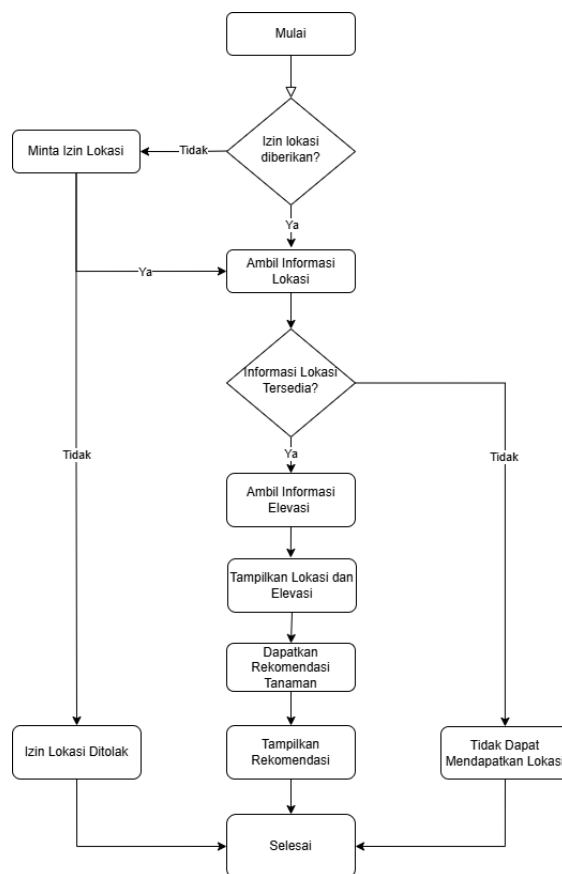 Mulai
Izin lokasi
diberikan?
Tidak
Minta Izin Lokasi
Ya
Ambil Informasi
Lokasi
Ya
Informasi Lokasi
Tersedia?
Tidak
Ya
Tidak
Ambil Informasi
Elevasi
Tampilkan Lokasi dan
Elevasi
Dapatkan
Rekomendasi
Tanaman
Izin Lokasi Ditolak
Tampilkan
Rekomendasi
Tidak Dapat
Mendapatkan Lokasi
Selesai